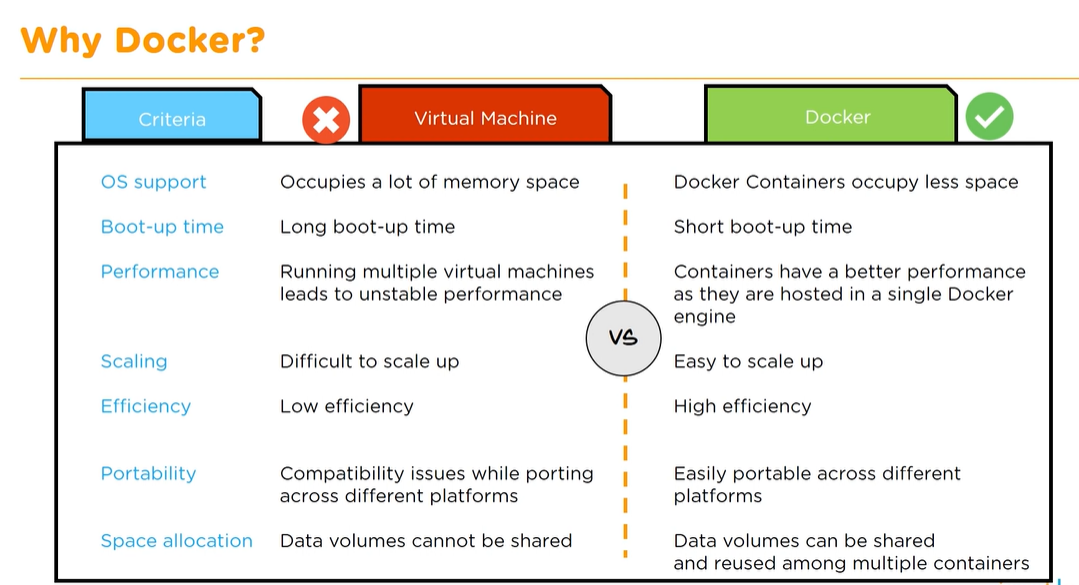 Why Docker?
Criteria
Virtual Machine
Docker
OS support
Occupies a lot of memory space
Docker Containers occupy less space
Boot-up time
Long boot-up time
Short boot-up time
Performance
Running multiple virtual machines
leads to unstable performance
Containers have a better performance
as they are hosted in a single Docker
engine
vs
Scaling
Difficult to scale up
Easy to scale up
Efficiency
Low efficiency
High efficiency
Portability
Compatibility issues while porting
across different platforms
Easily portable across different
platforms
Space allocation
Data volumes cannot be shared
Data volumes can be shared
and reused among multiple containers